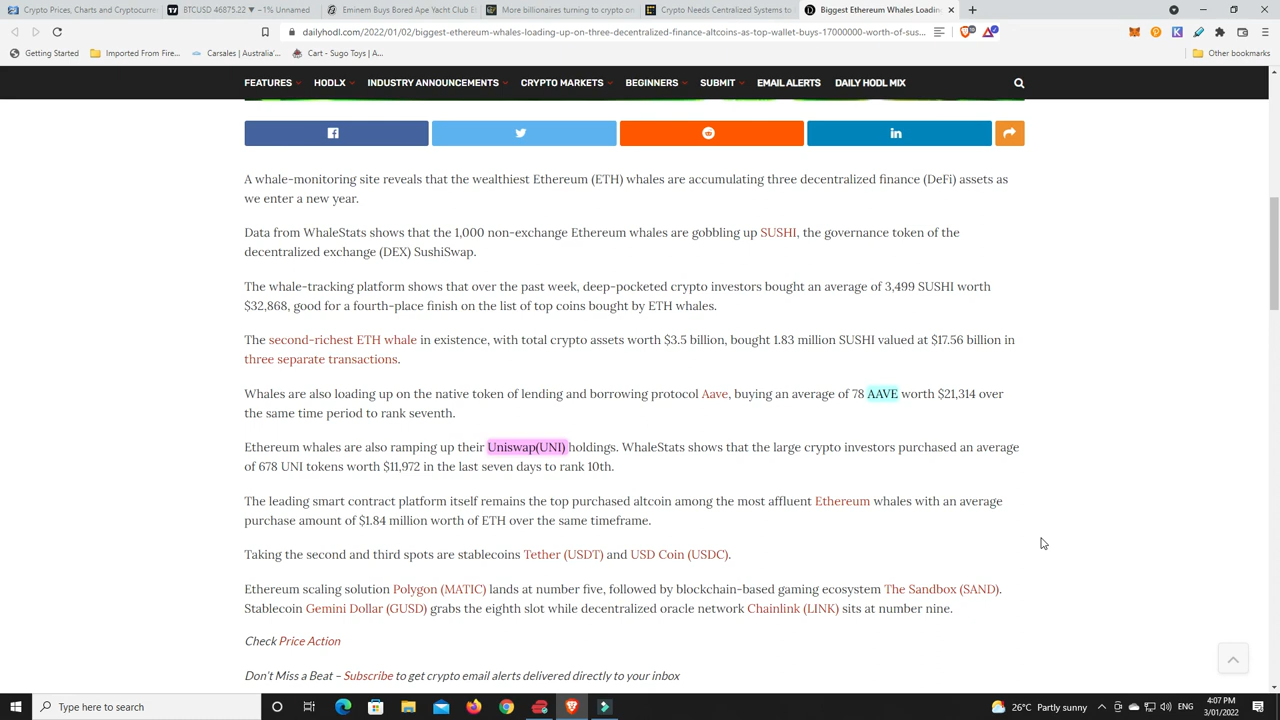 Crypto Prices, Charts and Cryptocurr
BTCUSD 46875.22 ▼ −1% Unnamed
Eminem Buys Bored Ape Yacht Club E
More billionaires turning to crypto on
Crypto Needs Centralized Systems to
Biggest Ethereum Whales Loadin
dailyhodl.com/2022/01/02/biggest-ethereum-whales-loading-up-on-three-decentralized-finance-altcoins-as-top-wallet-buys-17000000-worth-of-sus...
Getting Started
Imported From Fire...
Carsales | Australia'...
Cart - Sugo Toys | A...
Other bookmarks
FEATURES
HODLX
INDUSTRY ANNOUNCEMENTS
CRYPTO MARKETS
BEGINNERS
SUBMIT
EMAIL ALERTS
DAILY HODL MIX
A whale-monitoring site reveals that the wealthiest Ethereum (ETH) whales are accumulating three decentralized finance (DeFi) assets as
we enter a new year.
Data from WhaleStats shows that the 1,000 non-exchange Ethereum whales are gobbling up SUSHI, the governance token of the
decentralized exchange (DEX) SushiSwap.
The whale-tracking platform shows that over the past week, deep-pocketed crypto investors bought an average of 3,499 SUSHI worth
$32,868, good for a fourth-place finish on the list of top coins bought by ETH whales.
The second-richest ETH whale in existence, with total crypto assets worth $3.5 billion, bought 1.83 million SUSHI valued at $17.56 billion in
three separate transactions.
Whales are also loading up on the native token of lending and borrowing protocol Aave, buying an average of 78 AAVE worth $21,314 over
the same time period to rank seventh.
Ethereum whales are also ramping up their Uniswap(UNI) holdings. WhaleStats shows that the large crypto investors purchased an average
of 678 UNI tokens worth $11,972 in the last seven days to rank 10th.
The leading smart contract platform itself remains the top purchased altcoin among the most affluent Ethereum whales with an average
purchase amount of $1.84 million worth of ETH over the same timeframe.
Taking the second and third spots are stablecoins Tether (USDT) and USD Coin (USDC).
Ethereum scaling solution Polygon (MATIC) lands at number five, followed by blockchain-based gaming ecosystem The Sandbox (SAND).
Stablecoin Gemini Dollar (GUSD) grabs the eighth slot while decentralized oracle network Chainlink (LINK) sits at number nine.
Check Price Action
Don't Miss a Beat – Subscribe to get crypto email alerts delivered directly to your inbox
Type here to search
26°C Partly sunny
4:07 PM
3/01/2022